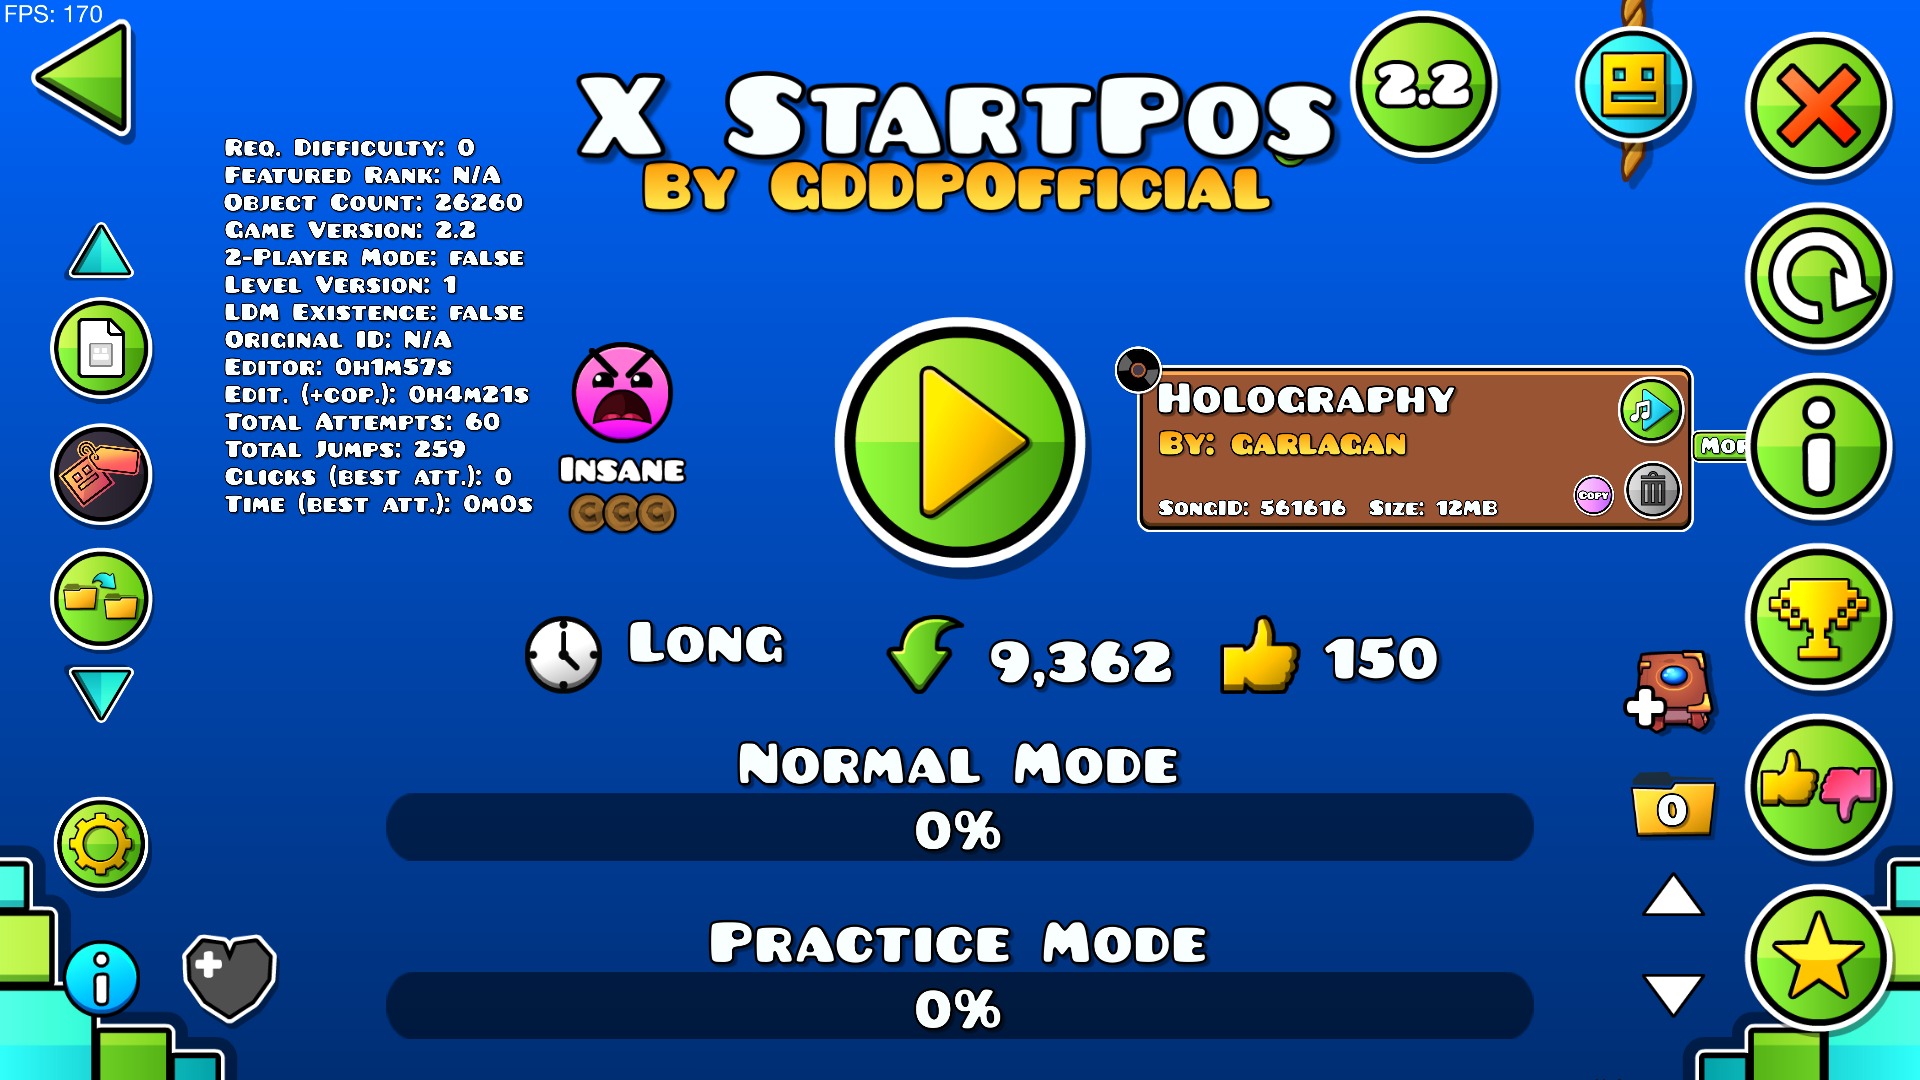 FPS: 170
X StartPos
By GDDPOfficial
2.2
Req. Difficulty: 0
Featured Rank: N/A
Object Count: 26260
Game Version: 2.2
2-Player Mode: false
Level Version: 1
LDM Existence: false
Original ID: N/A
Editor: 0h1m57s
Edit. (+cop.): 0h4m21s
Total Attempts: 60
Total Jumps: 259
Clicks (best att.): 0
Time (best att.): 0m0s
Insane
C C C
Holography
By: garlagan
SongID: 561616 Size: 12MB
COPY
Long
9,362
150
Normal Mode
0%
0
Practice Mode
0%